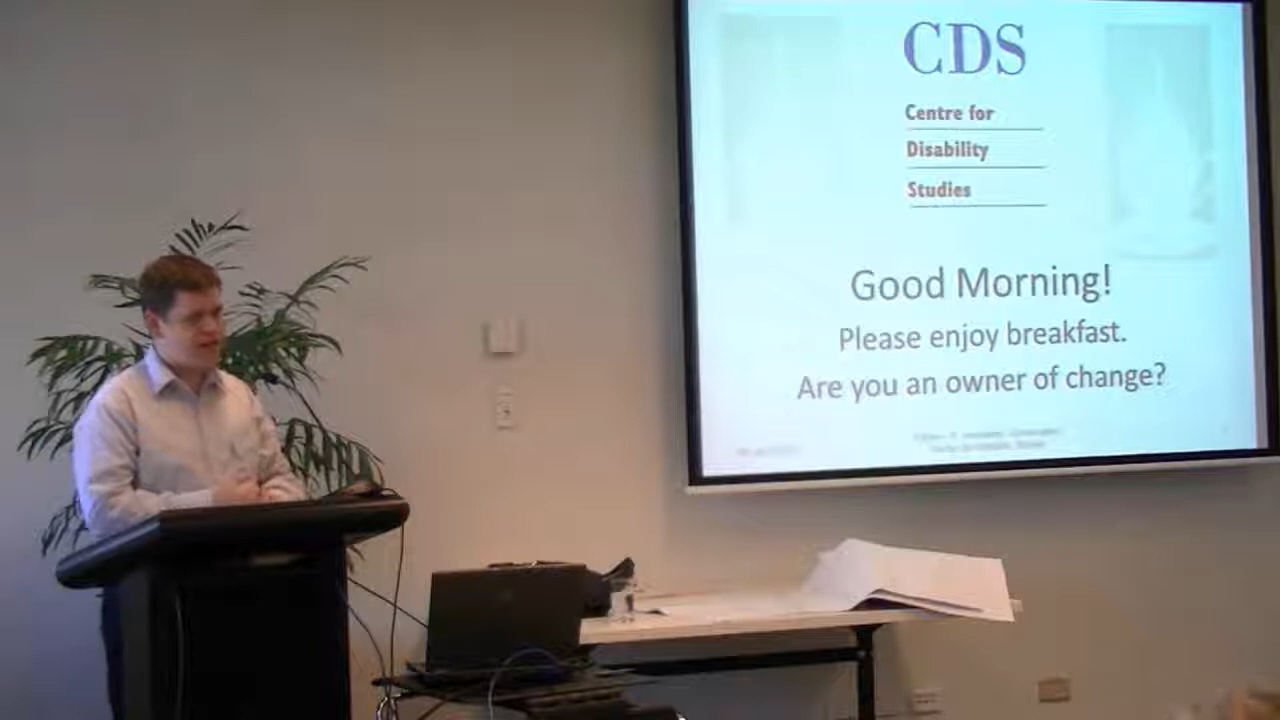 CDS
Centre for
Disability
Studies
Good Morning!
Please enjoy breakfast.
Are you an owner of change?